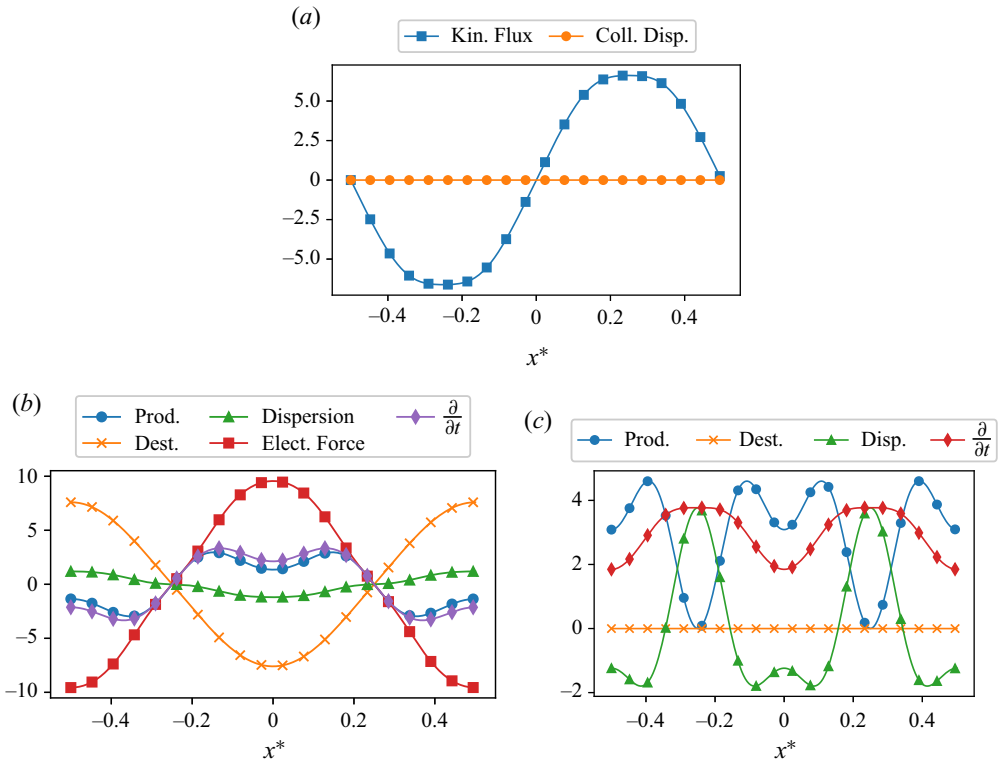 (a)
Kin. Flux Coll. Disp.
5.0
2.5
0
−2.5
−5.0
−0.4 −0.2 0 0.2 0.4
x*
(b)
Prod. Dispersion ∂/∂t
Dest. Elect. Force
10
5
0
−5
−10
−0.4 −0.2 0 0.2 0.4
x*
(c)
Prod. Dest. Disp. ∂/∂t
4
2
0
−2
−0.4 −0.2 0 0.2 0.4
x*